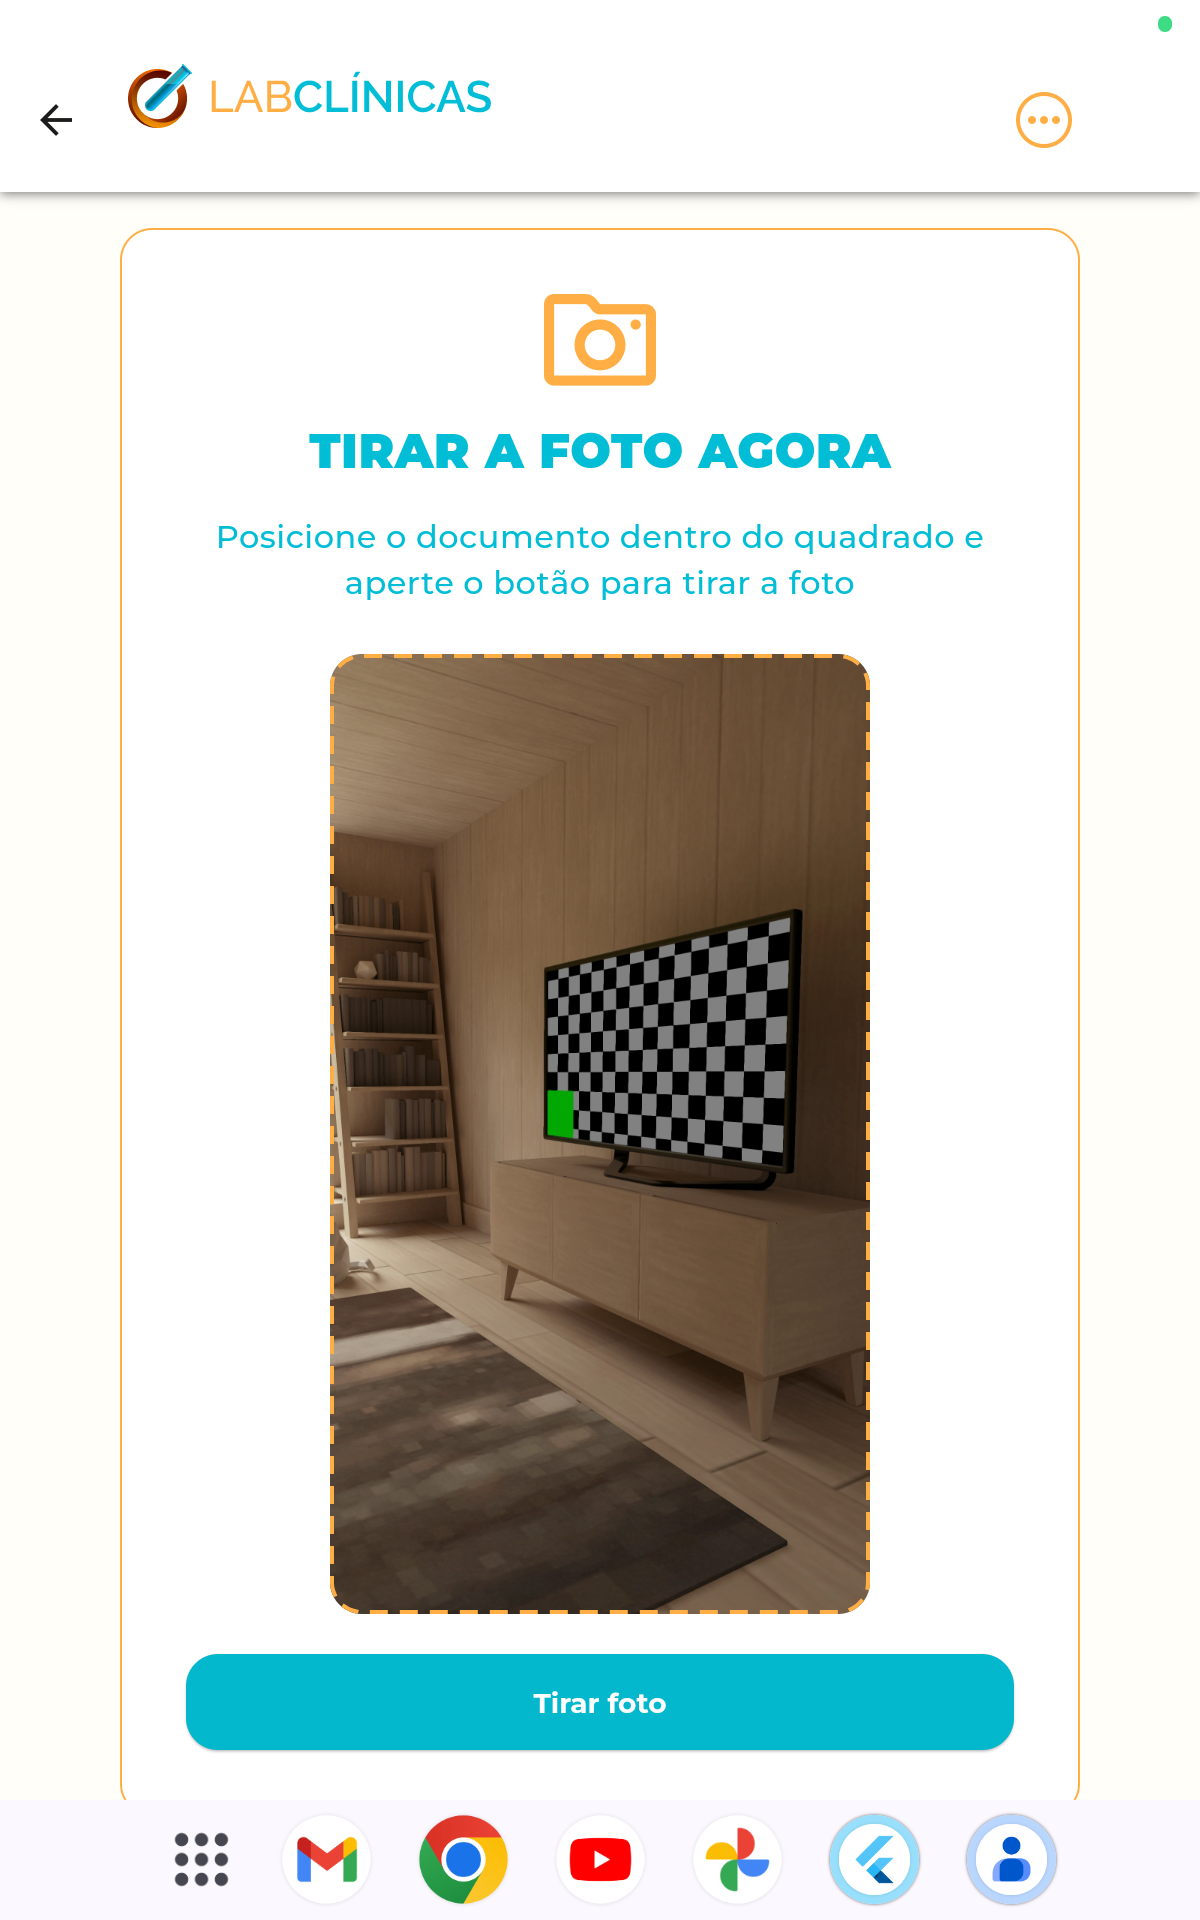 LABCLÍNICAS
TIRAR A FOTO AGORA
Posicione o documento dentro do quadrado e
aperte o botão para tirar a foto
Tirar foto